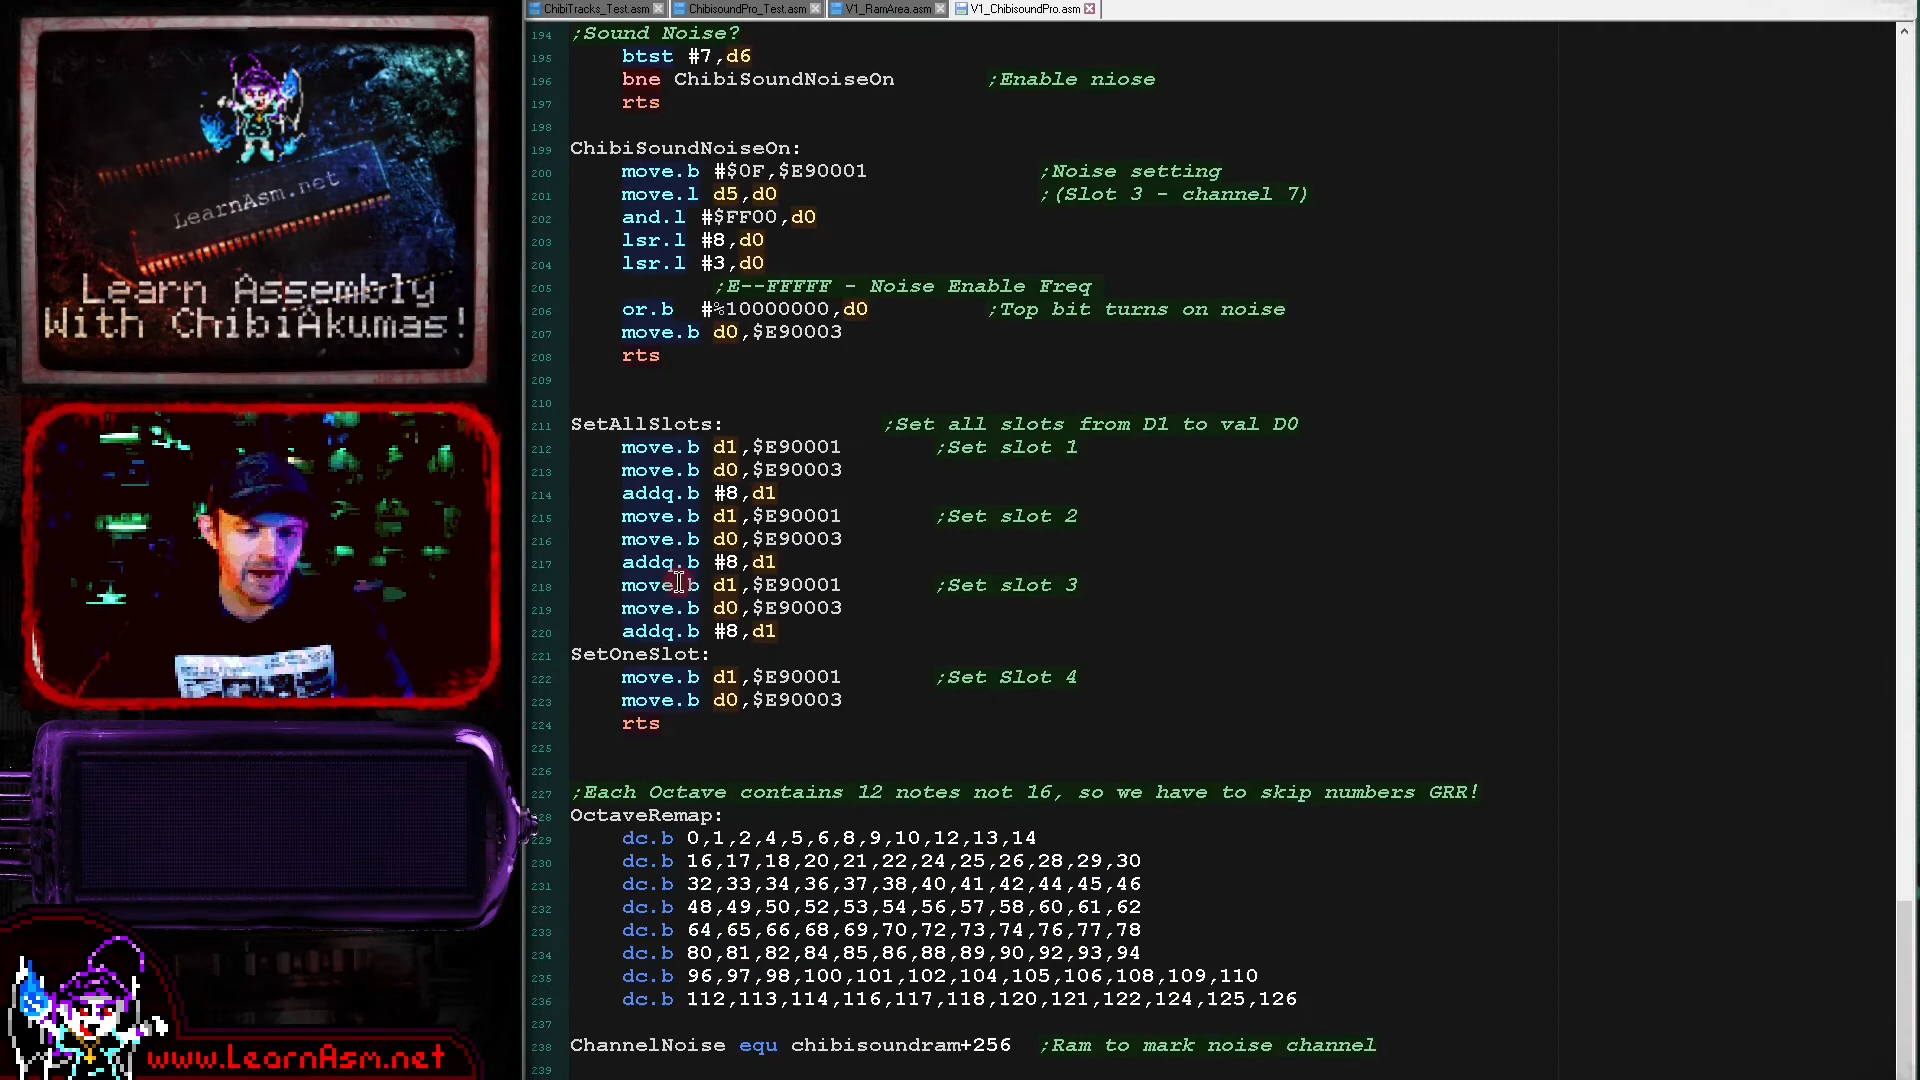 ChibiTracks_Test.asm
ChibisoundPro_Test.asm
V1_RamArea.asm
V1_ChibisoundPro.asm
LearnAsm.net
Learn Assembly
With ChibiAkumas!
www.LearnAsm.net
194 ;Sound Noise?
195 btst #7,d6
196 bne ChibiSoundNoiseOn ;Enable niose
197 rts
198
199 ChibiSoundNoiseOn:
200 move.b #$0F,$E90001 ;Noise setting
201 move.l d5,d0 ;(Slot 3 - channel 7)
202 and.l #$FF00,d0
203 lsr.l #8,d0
204 lsr.l #3,d0
205 ;E--FFFFF - Noise Enable Freq
206 or.b #%10000000,d0 ;Top bit turns on noise
207 move.b d0,$E90003
208 rts
209
210
211 SetAllSlots: ;Set all slots from D1 to val D0
212 move.b d1,$E90001 ;Set slot 1
213 move.b d0,$E90003
214 addq.b #8,d1
215 move.b d1,$E90001 ;Set slot 2
216 move.b d0,$E90003
217 addq.b #8,d1
218 move.b d1,$E90001 ;Set slot 3
219 move.b d0,$E90003
220 addq.b #8,d1
221 SetOneSlot:
222 move.b d1,$E90001 ;Set Slot 4
223 move.b d0,$E90003
224 rts
225
226
227 ;Each Octave contains 12 notes not 16, so we have to skip numbers GRR!
228 OctaveRemap:
229 dc.b 0,1,2,4,5,6,8,9,10,12,13,14
230 dc.b 16,17,18,20,21,22,24,25,26,28,29,30
231 dc.b 32,33,34,36,37,38,40,41,42,44,45,46
232 dc.b 48,49,50,52,53,54,56,57,58,60,61,62
233 dc.b 64,65,66,68,69,70,72,73,74,76,77,78
234 dc.b 80,81,82,84,85,86,88,89,90,92,93,94
235 dc.b 96,97,98,100,101,102,104,105,106,108,109,110
236 dc.b 112,113,114,116,117,118,120,121,122,124,125,126
237
238 ChannelNoise equ chibisoundram+256 ;Ram to mark noise channel
239